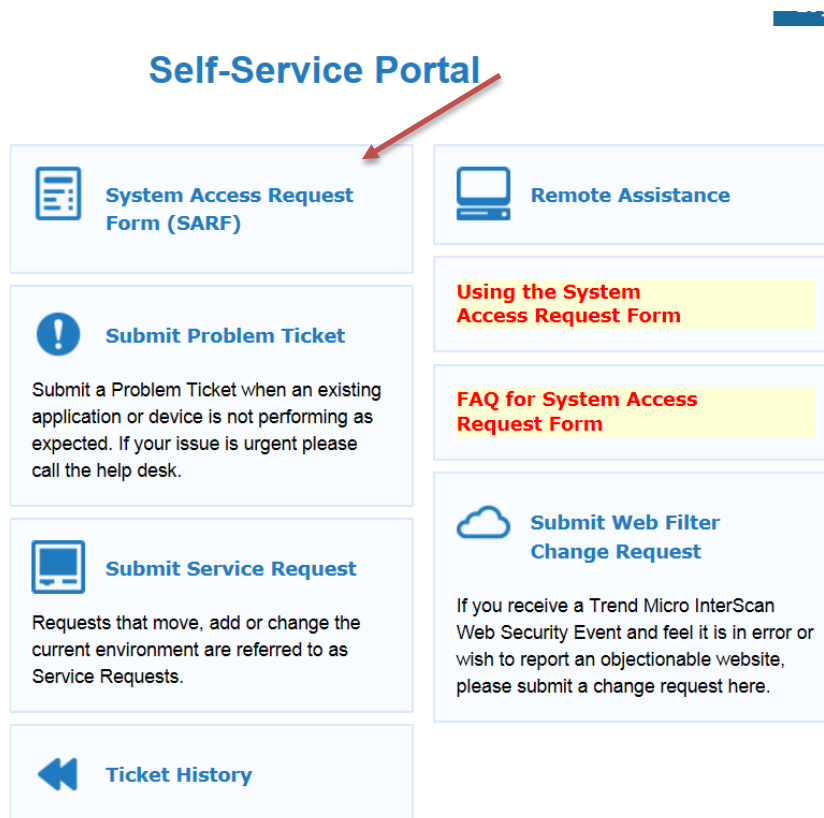 Self-Service Portal
System Access Request
Form (SARF)
Submit Problem Ticket
Submit a Problem Ticket when an existing
application or device is not performing as
expected. If your issue is urgent please
call the help desk.
Submit Service Request
Requests that move, add or change the
current environment are referred to as
Service Requests.
Ticket History
Remote Assistance
Using the System
Access Request Form
FAQ for System Access
Request Form
Submit Web Filter
Change Request
If you receive a Trend Micro InterScan
Web Security Event and feel it is in error or
wish to report an objectionable website,
please submit a change request here.